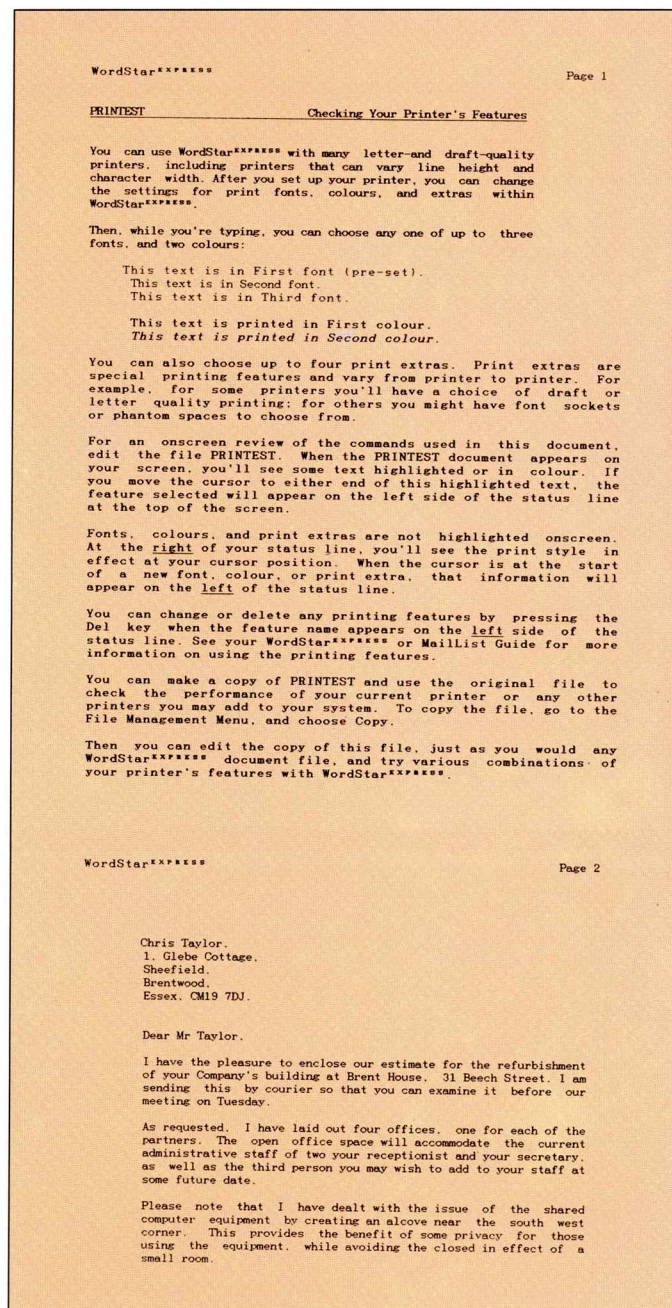 WordStarEXPRESS
Page 1
PRINTEST Checking Your Printer's Features
You can use WordStarEXPRESS with many letter-and draft-quality
printers, including printers that can vary line height and
character width. After you set up your printer, you can change
the settings for print fonts, colours, and extras within
WordStarEXPRESS.
Then, while you're typing, you can choose any one of up to three
fonts, and two colours:
This text is in First font (pre-set).
This text is in Second font.
This text is in Third font.
This text is printed in First colour.
This text is printed in Second colour.
You can also choose up to four print extras. Print extras are
special printing features and vary from printer to printer. For
example, for some printers you'll have a choice of draft or
letter quality printing; for others you might have font sockets
or phantom spaces to choose from.
For an onscreen review of the commands used in this document,
edit the file PRINTEST. When the PRINTEST document appears on
your screen, you'll see some text highlighted or in colour. If
you move the cursor to either end of this highlighted text, the
feature selected will appear on the left side of the status line
at the top of the screen.
Fonts, colours, and print extras are not highlighted onscreen.
At the right of your status line, you'll see the print style in
effect at your cursor position. When the cursor is at the start
of a new font, colour, or print extra, that information will
appear on the left of the status line.
You can change or delete any printing features by pressing the
Del key when the feature name appears on the left side of the
status line. See your WordStarEXPRESS or MailList Guide for more
information on using the printing features.
You can make a copy of PRINTEST and use the original file to
check the performance of your current printer or any other
printers you may add to your system. To copy the file, go to the
File Management Menu, and choose Copy.
Then you can edit the copy of this file, just as you would any
WordStarEXPRESS document file, and try various combinations of
your printer's features with WordStarEXPRESS.
WordStarEXPRESS
Page 2
Chris Taylor,
1, Glebe Cottage,
Sheefield,
Brentwood,
Essex. CM19 7DJ.
Dear Mr Taylor,
I have the pleasure to enclose our estimate for the refurbishment
of your Company's building at Brent House, 31 Beech Street. I am
sending this by courier so that you can examine it before our
meeting on Tuesday.
As requested, I have laid out four offices, one for each of the
partners. The open office space will accommodate the current
administrative staff of two your receptionist and your secretary,
as well as the third person you may wish to add to your staff at
some future date.
Please note that I have dealt with the issue of the shared
computer equipment by creating an alcove near the south west
corner. This provides the benefit of some privacy for those
using the equipment, while avoiding the closed in effect of a
small room.